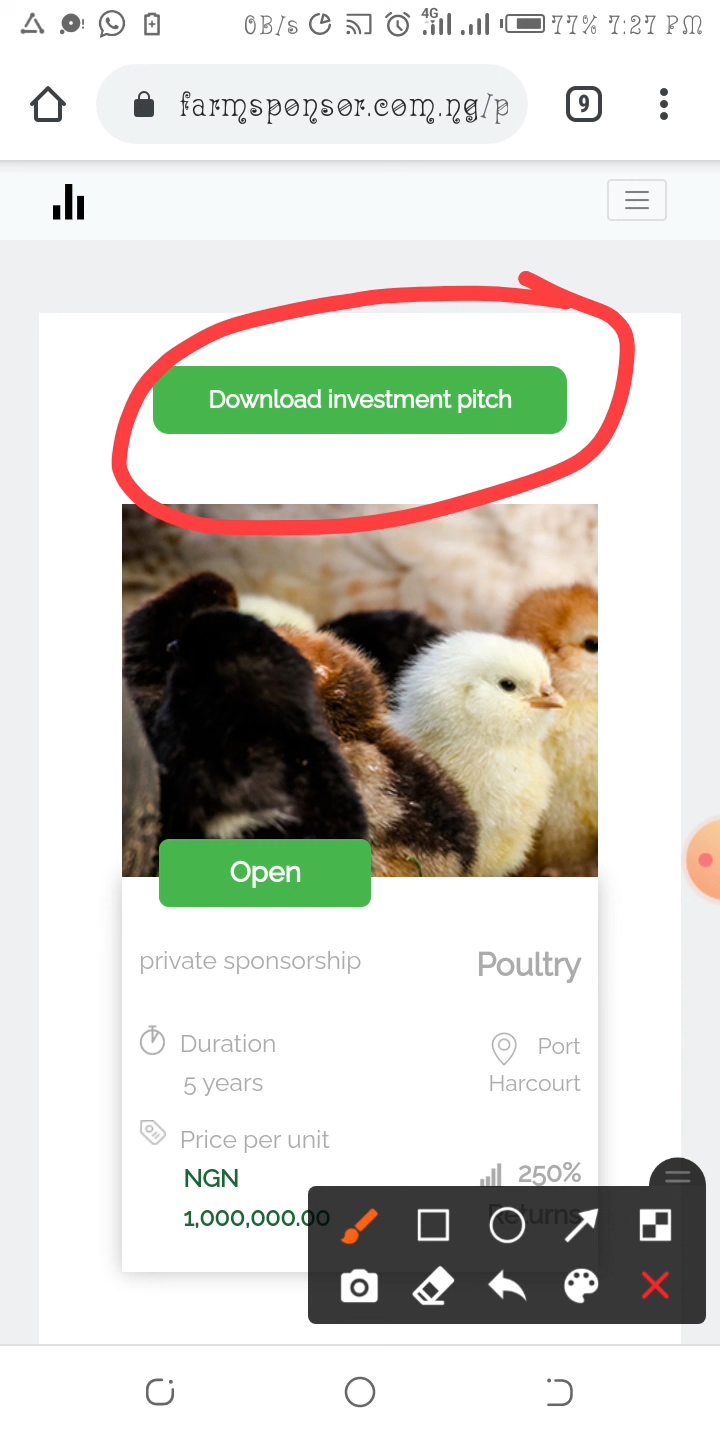 0B/s 4G 77% 7:27 PM
farmsponsor.com.ng/p
9
Download investment pitch
Open
private sponsorship Poultry
Duration Port
5 years Harcourt
Price per unit
NGN 250%
1,000,000.00 Returns